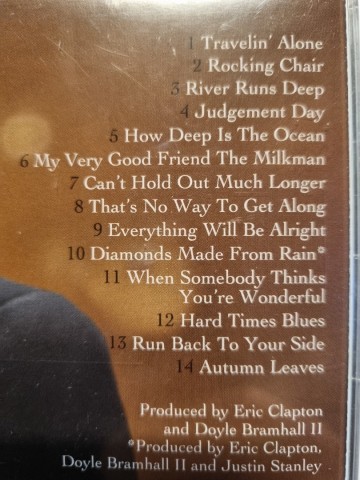 1 Travelin' Alone
2 Rocking Chair
3 River Runs Deep
4 Judgement Day
5 How Deep Is The Ocean
6 My Very Good Friend The Milkman
7 Can't Hold Out Much Longer
8 That's No Way To Get Along
9 Everything Will Be Alright
10 Diamonds Made From Rain*
11 When Somebody Thinks
You're Wonderful
12 Hard Times Blues
13 Run Back To Your Side
14 Autumn Leaves
Produced by Eric Clapton
and Doyle Bramhall II
*Produced by Eric Clapton,
Doyle Bramhall II and Justin Stanley